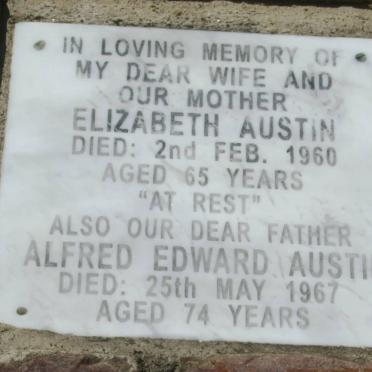 IN LOVING MEMORY OF
MY DEAR WIFE AND
OUR MOTHER
ELIZABETH AUSTIN
DIED: 2nd FEB. 1960
AGED 65 YEARS
"AT REST"
ALSO OUR DEAR FATHER
ALFRED EDWARD AUSTIN
DIED: 25th MAY 1967
AGED 74 YEARS